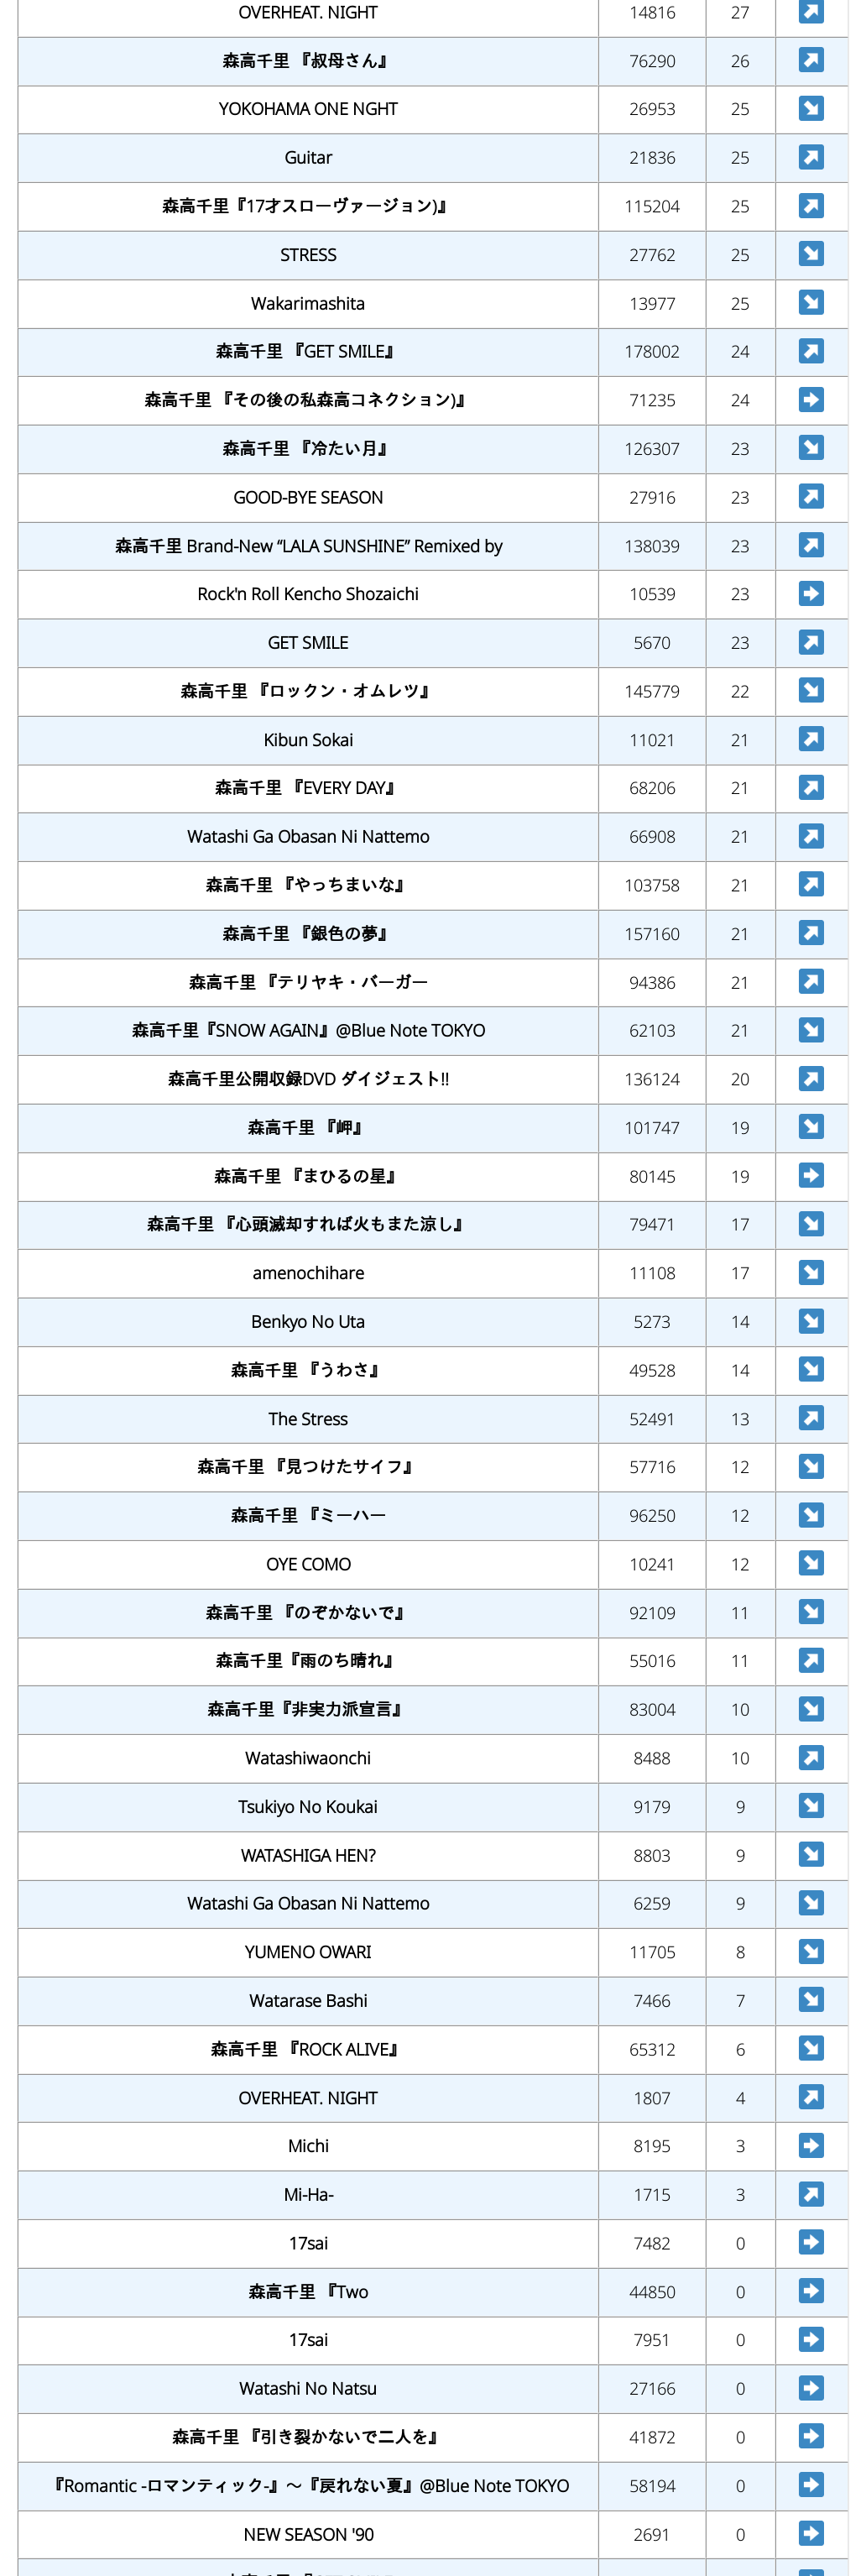 OVERHEAT. NIGHT 14816 27
森高千里 『叔母さん』 76290 26
YOKOHAMA ONE NGHT 26953 25
Guitar 21836 25
森高千里『17才スローヴァージョン)』 115204 25
STRESS 27762 25
Wakarimashita 13977 25
森高千里 『GET SMILE』 178002 24
森高千里 『その後の私森高コネクション)』 71235 24
森高千里 『冷たい月』 126307 23
GOOD-BYE SEASON 27916 23
森高千里 Brand-New “LALA SUNSHINE” Remixed by 138039 23
Rock'n Roll Kencho Shozaichi 10539 23
GET SMILE 5670 23
森高千里 『ロックン・オムレツ』 145779 22
Kibun Sokai 11021 21
森高千里 『EVERY DAY』 68206 21
Watashi Ga Obasan Ni Nattemo 66908 21
森高千里 『やっちまいな』 103758 21
森高千里 『銀色の夢』 157160 21
森高千里 『テリヤキ・バーガー 94386 21
森高千里『SNOW AGAIN』@Blue Note TOKYO 62103 21
森高千里公開収録DVD ダイジェスト!! 136124 20
森高千里 『岬』 101747 19
森高千里 『まひるの星』 80145 19
森高千里 『心頭滅却すれば火もまた涼し』 79471 17
amenochihare 11108 17
Benkyo No Uta 5273 14
森高千里 『うわさ』 49528 14
The Stress 52491 13
森高千里 『見つけたサイフ』 57716 12
森高千里 『ミーハー 96250 12
OYE COMO 10241 12
森高千里 『のぞかないで』 92109 11
森高千里『雨のち晴れ』 55016 11
森高千里『非実力派宣言』 83004 10
Watashiwaonchi 8488 10
Tsukiyo No Koukai 9179 9
WATASHIGA HEN? 8803 9
Watashi Ga Obasan Ni Nattemo 6259 9
YUMENO OWARI 11705 8
Watarase Bashi 7466 7
森高千里 『ROCK ALIVE』 65312 6
OVERHEAT. NIGHT 1807 4
Michi 8195 3
Mi-Ha- 1715 3
17sai 7482 0
森高千里 『Two 44850 0
17sai 7951 0
Watashi No Natsu 27166 0
森高千里 『引き裂かないで二人を』 41872 0
『Romantic -ロマンティック-』～『戻れない夏』@Blue Note TOKYO 58194 0
NEW SEASON '90 2691 0